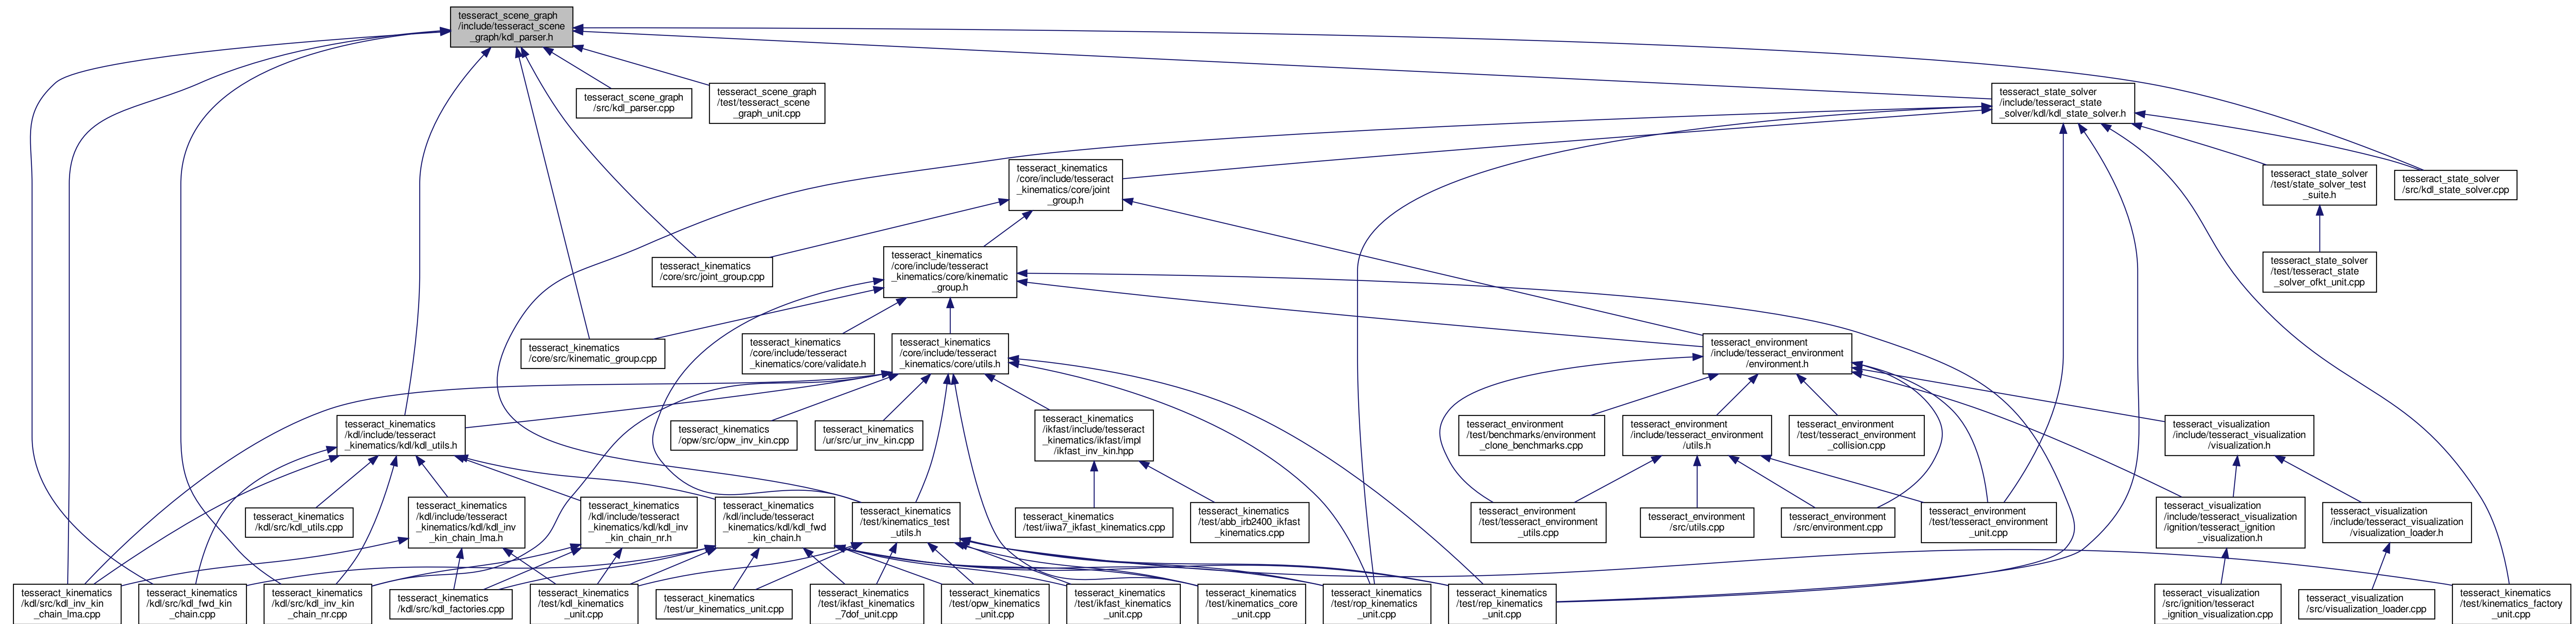 tesseract_scene_graph
/include/tesseract_scene
_graph/kdl_parser.h
tesseract_scene_graph
/src/kdl_parser.cpp
tesseract_scene_graph
/test/tesseract_scene
_graph_unit.cpp
tesseract_state_solver
/include/tesseract_state
_solver/kdl/kdl_state_solver.h
tesseract_kinematics
/core/include/tesseract
_kinematics/core/joint
_group.h
tesseract_state_solver
/test/state_solver_test
_suite.h
tesseract_state_solver
/src/kdl_state_solver.cpp
tesseract_kinematics
/core/src/joint_group.cpp
tesseract_kinematics
/core/include/tesseract
_kinematics/core/kinematic
_group.h
tesseract_state_solver
/test/tesseract_state
_solver_ofkt_unit.cpp
tesseract_kinematics
/core/src/kinematic_group.cpp
tesseract_kinematics
/core/include/tesseract
_kinematics/core/validate.h
tesseract_kinematics
/core/include/tesseract
_kinematics/core/utils.h
tesseract_environment
/include/tesseract_environment
/environment.h
tesseract_kinematics
/kdl/include/tesseract
_kinematics/kdl/kdl_utils.h
tesseract_kinematics
/opw/src/opw_inv_kin.cpp
tesseract_kinematics
/ur/src/ur_inv_kin.cpp
tesseract_kinematics
/ikfast/include/tesseract
_kinematics/ikfast/impl
/ikfast_inv_kin.hpp
tesseract_environment
/test/benchmarks/environment
_clone_benchmarks.cpp
tesseract_environment
/include/tesseract_environment
/utils.h
tesseract_environment
/test/tesseract_environment
_collision.cpp
tesseract_visualization
/include/tesseract_visualization
/visualization.h
tesseract_kinematics
/kdl/src/kdl_utils.cpp
tesseract_kinematics
/kdl/include/tesseract
_kinematics/kdl/kdl_inv
_kin_chain_lma.h
tesseract_kinematics
/kdl/include/tesseract
_kinematics/kdl/kdl_inv
_kin_chain_nr.h
tesseract_kinematics
/kdl/include/tesseract
_kinematics/kdl/kdl_fwd
_kin_chain.h
tesseract_kinematics
/test/kinematics_test
_utils.h
tesseract_kinematics
/test/iiwa7_ikfast_kinematics.cpp
tesseract_kinematics
/test/abb_irb2400_ikfast
_kinematics.cpp
tesseract_environment
/test/tesseract_environment
_utils.cpp
tesseract_environment
/src/utils.cpp
tesseract_environment
/src/environment.cpp
tesseract_environment
/test/tesseract_environment
_unit.cpp
tesseract_visualization
/include/tesseract_visualization
/ignition/tesseract_ignition
_visualization.h
tesseract_visualization
/include/tesseract_visualization
/visualization_loader.h
tesseract_kinematics
/kdl/src/kdl_inv_kin
_chain_lma.cpp
tesseract_kinematics
/kdl/src/kdl_fwd_kin
_chain.cpp
tesseract_kinematics
/kdl/src/kdl_inv_kin
_chain_nr.cpp
tesseract_kinematics
/kdl/src/kdl_factories.cpp
tesseract_kinematics
/test/kdl_kinematics
_unit.cpp
tesseract_kinematics
/test/ur_kinematics_unit.cpp
tesseract_kinematics
/test/ikfast_kinematics
_7dof_unit.cpp
tesseract_kinematics
/test/opw_kinematics
_unit.cpp
tesseract_kinematics
/test/ikfast_kinematics
_unit.cpp
tesseract_kinematics
/test/kinematics_core
_unit.cpp
tesseract_kinematics
/test/rop_kinematics
_unit.cpp
tesseract_kinematics
/test/rep_kinematics
_unit.cpp
tesseract_visualization
/src/ignition/tesseract
_ignition_visualization.cpp
tesseract_visualization
/src/visualization_loader.cpp
tesseract_kinematics
/test/kinematics_factory
_unit.cpp